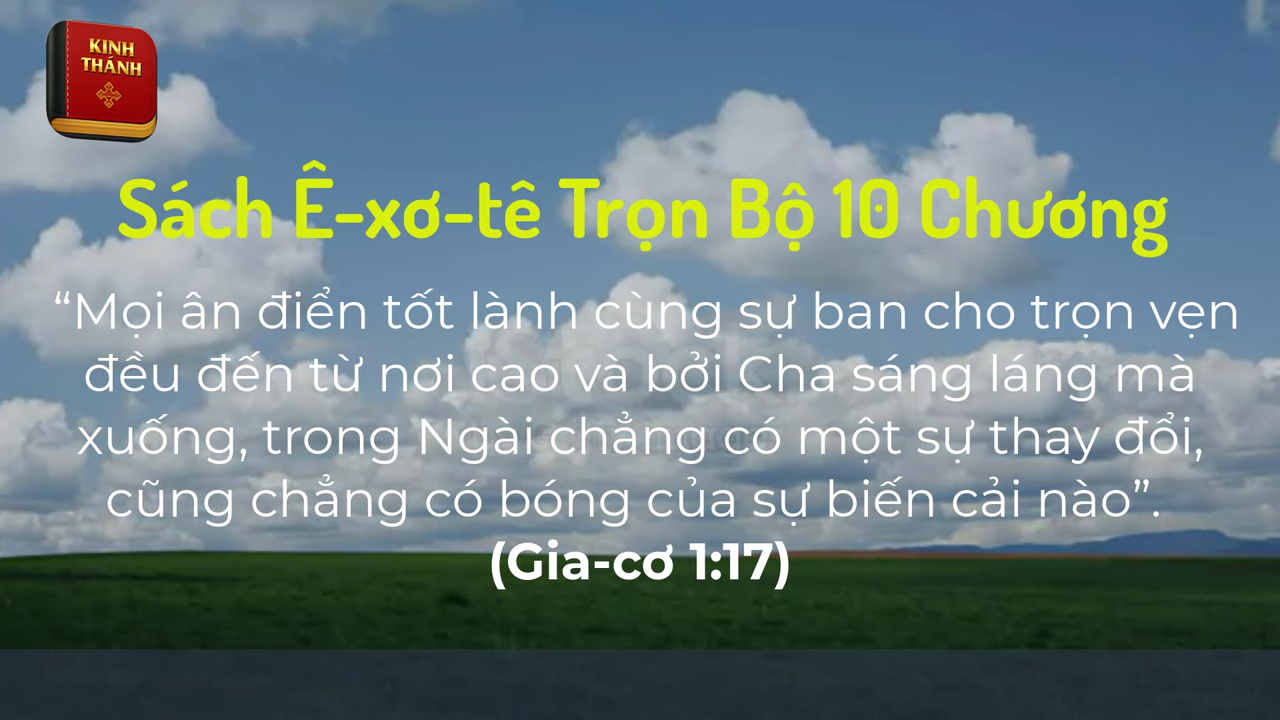 KINH
THÁNH
Sách Ê-xơ-tê Trọn Bộ 10 Chương
“Mọi ân điển tốt lành cùng sự ban cho trọn vẹn
đều đến từ nơi cao và bởi Cha sáng láng mà
xuống, trong Ngài chẳng có một sự thay đổi,
cũng chẳng có bóng của sự biến cải nào”.
(Gia-cơ 1:17)